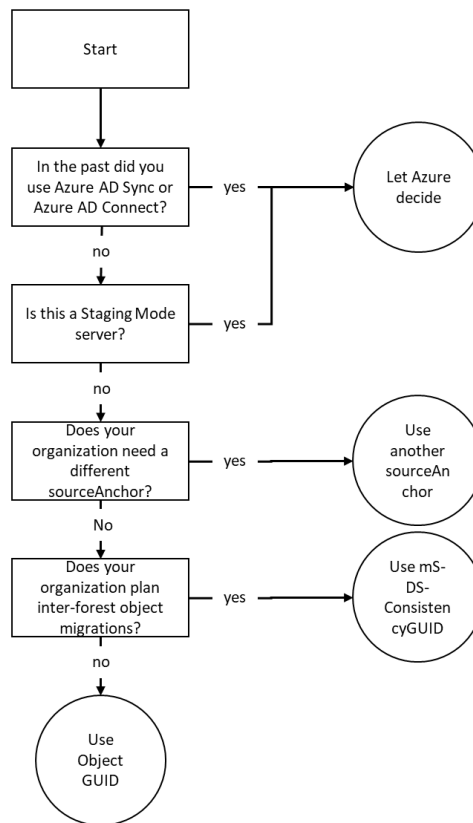 Start
In the past did you
use Azure AD Sync or
Azure AD Connect?
yes
Let Azure
decide
no
Is this a Staging Mode
server?
yes
no
Does your
organization need a
different
sourceAnchor?
yes
Use
another
sourceAn
chor
No
Does your
organization plan
inter-forest object
migrations?
yes
Use mS-
DS-
Consisten
cyGUID
no
Use
Object
GUID